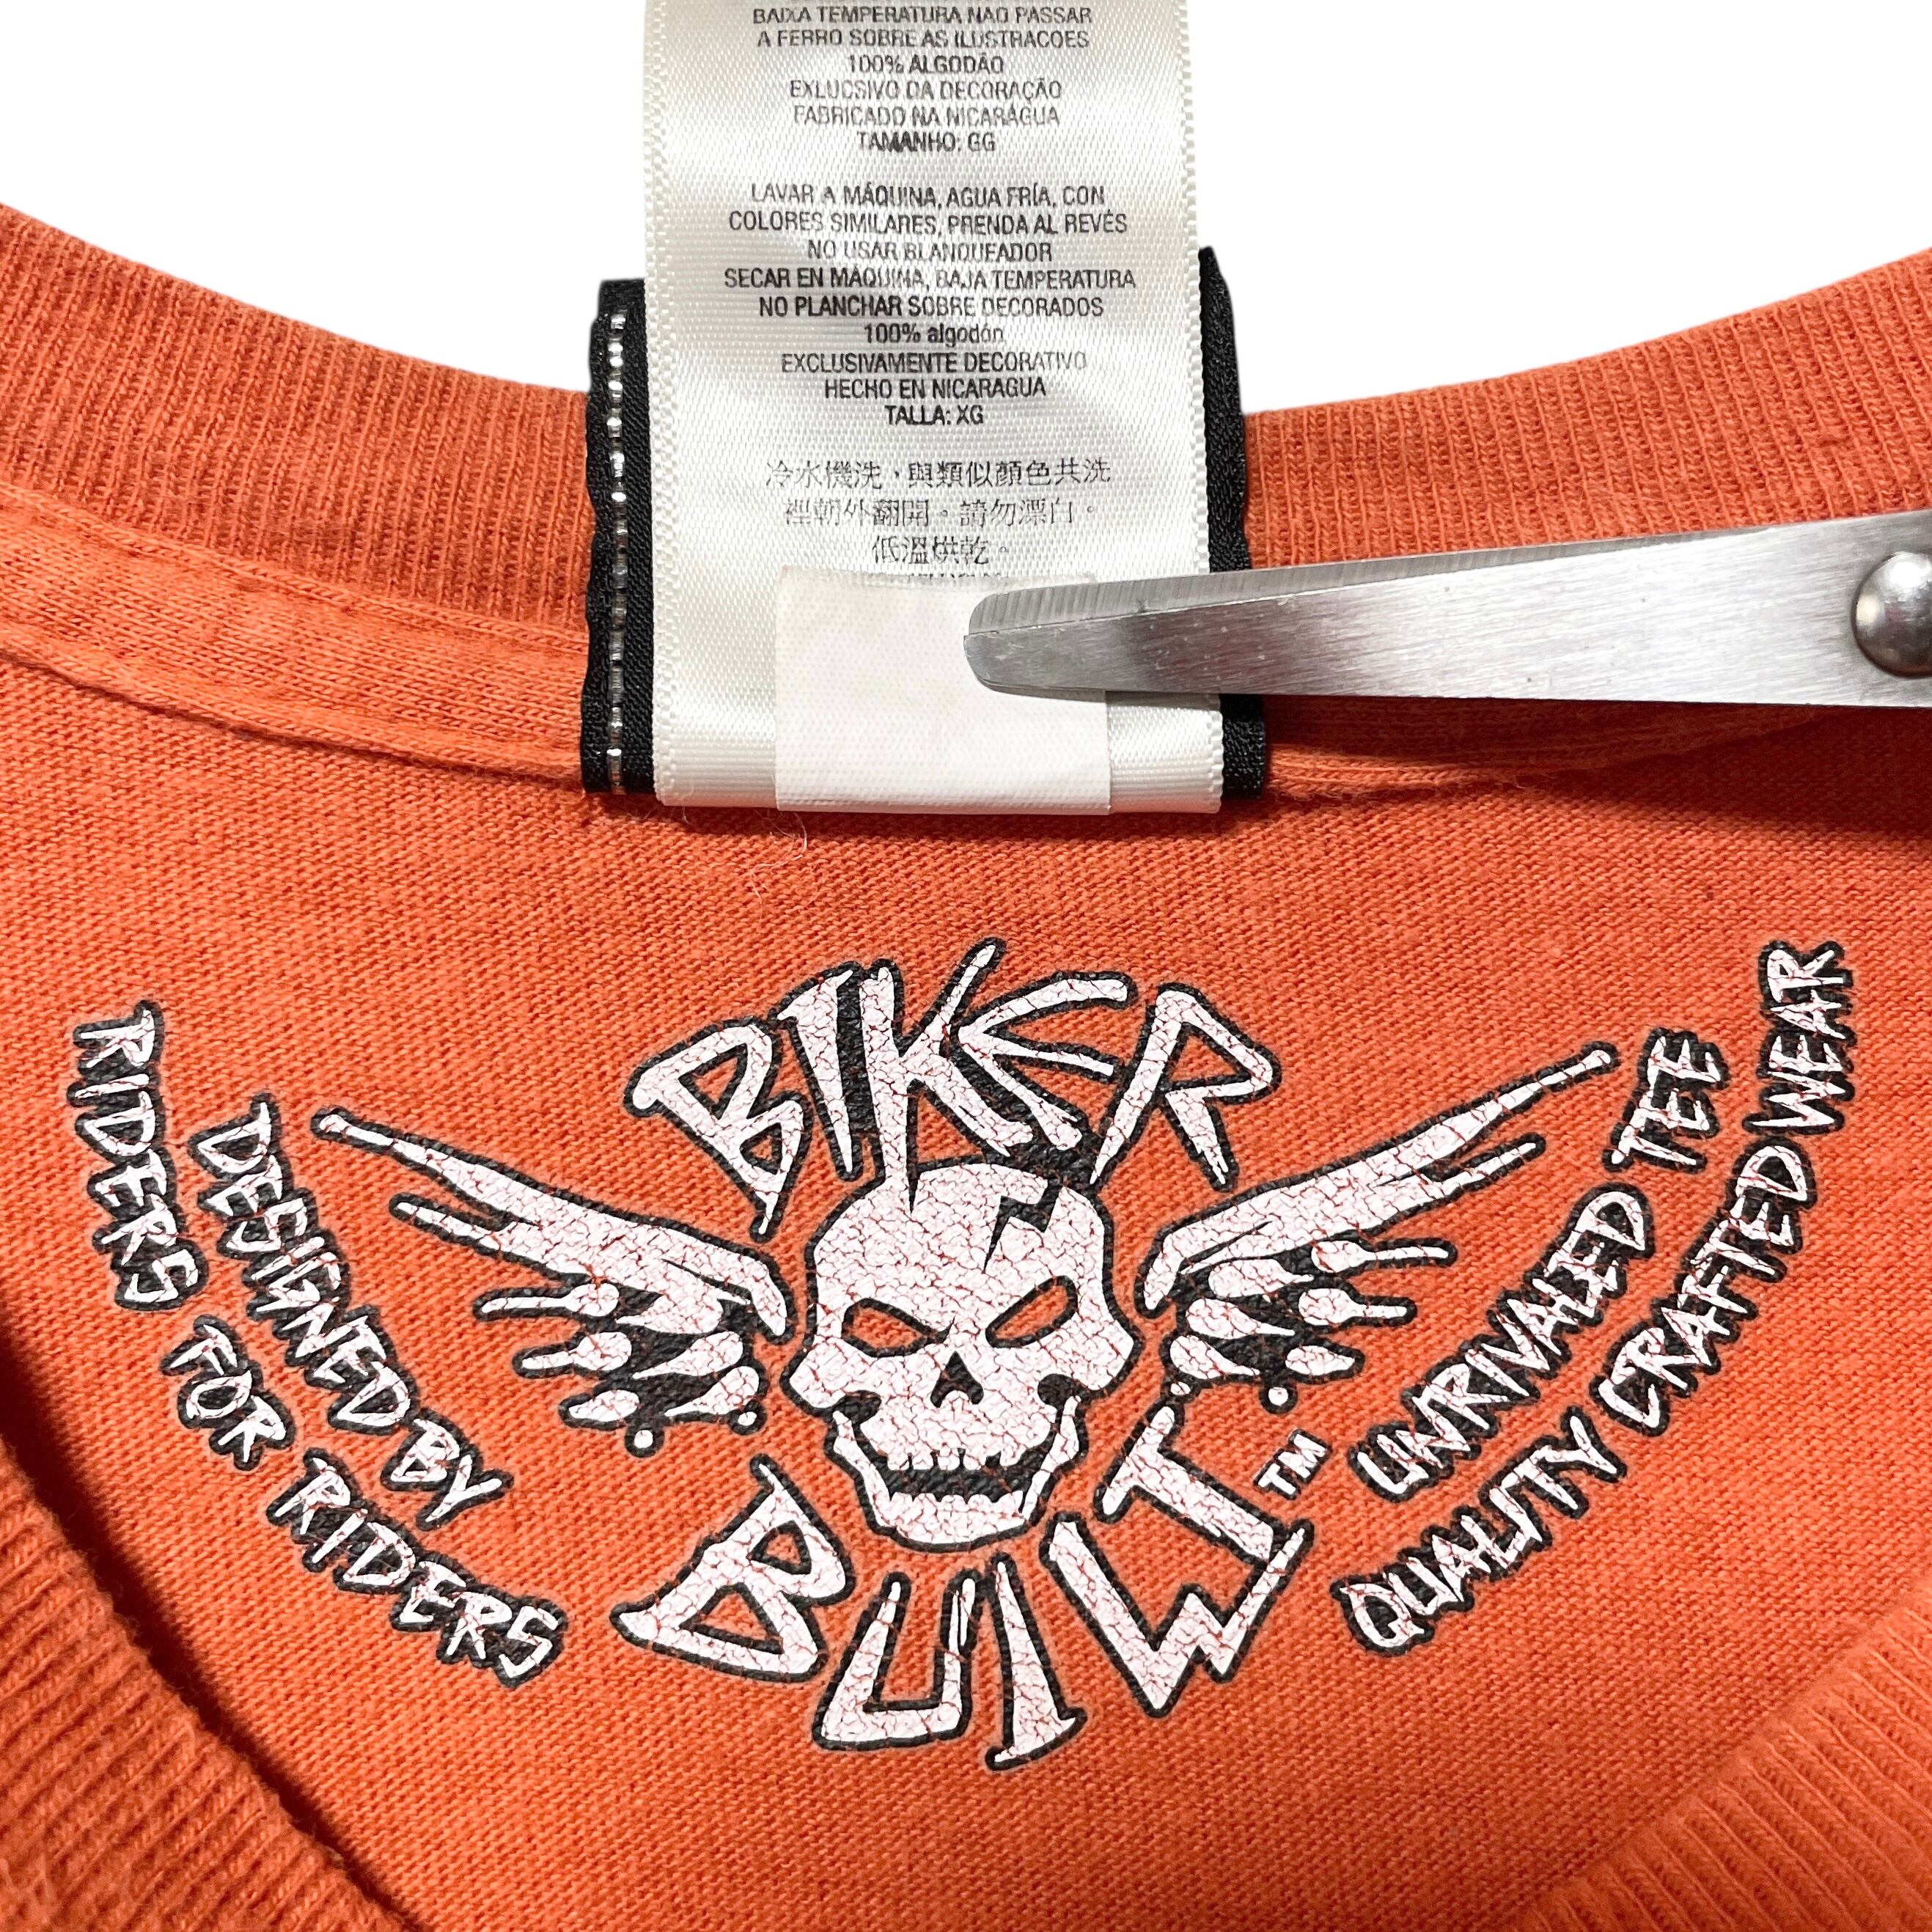 BAIXA TEMPERATURA NAO PASSAR
A FERRO SOBRE AS ILUSTRACOES
100% ALGODÃO
EXLUCSIVO DA DECORAÇÃO
FABRICADO NA NICARÁGUA
TAMANHO: GG
LAVAR A MÁQUINA, AGUA FRÍA, CON
COLORES SIMILARES, PRENDA AL REVÉS
NO USAR BLANQUEADOR
SECAR EN MÁQUINA, BAJA TEMPERATURA
NO PLANCHAR SOBRE DECORADOS
100% algodón
EXCLUSIVAMENTE DECORATIVO
HECHO EN NICARAGUA
TALLA: XG
冷水機洗，與類似顏色共洗
裡朝外翻開。請勿漂白。
低溫烘乾。
BIKER
BUILT™
DESIGNED BY
RIDERS FOR RIDERS
UNRIVALED TEE
QUALITY CRAFTED WEAR